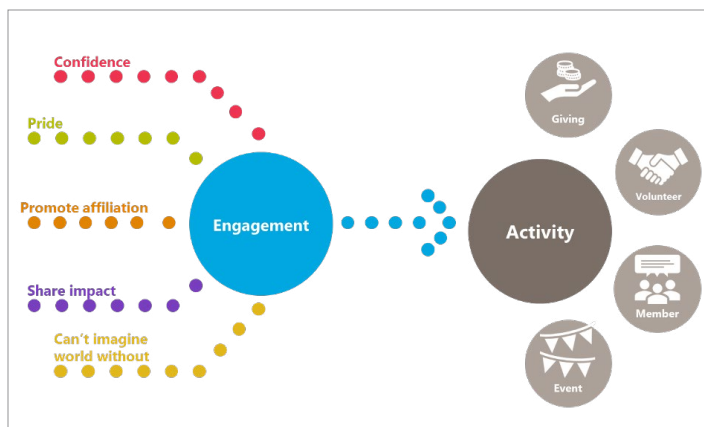 Confidence
Pride
Promote affiliation
Share impact
Can't imagine
world without
Engagement
Activity
Giving
Volunteer
Member
Event